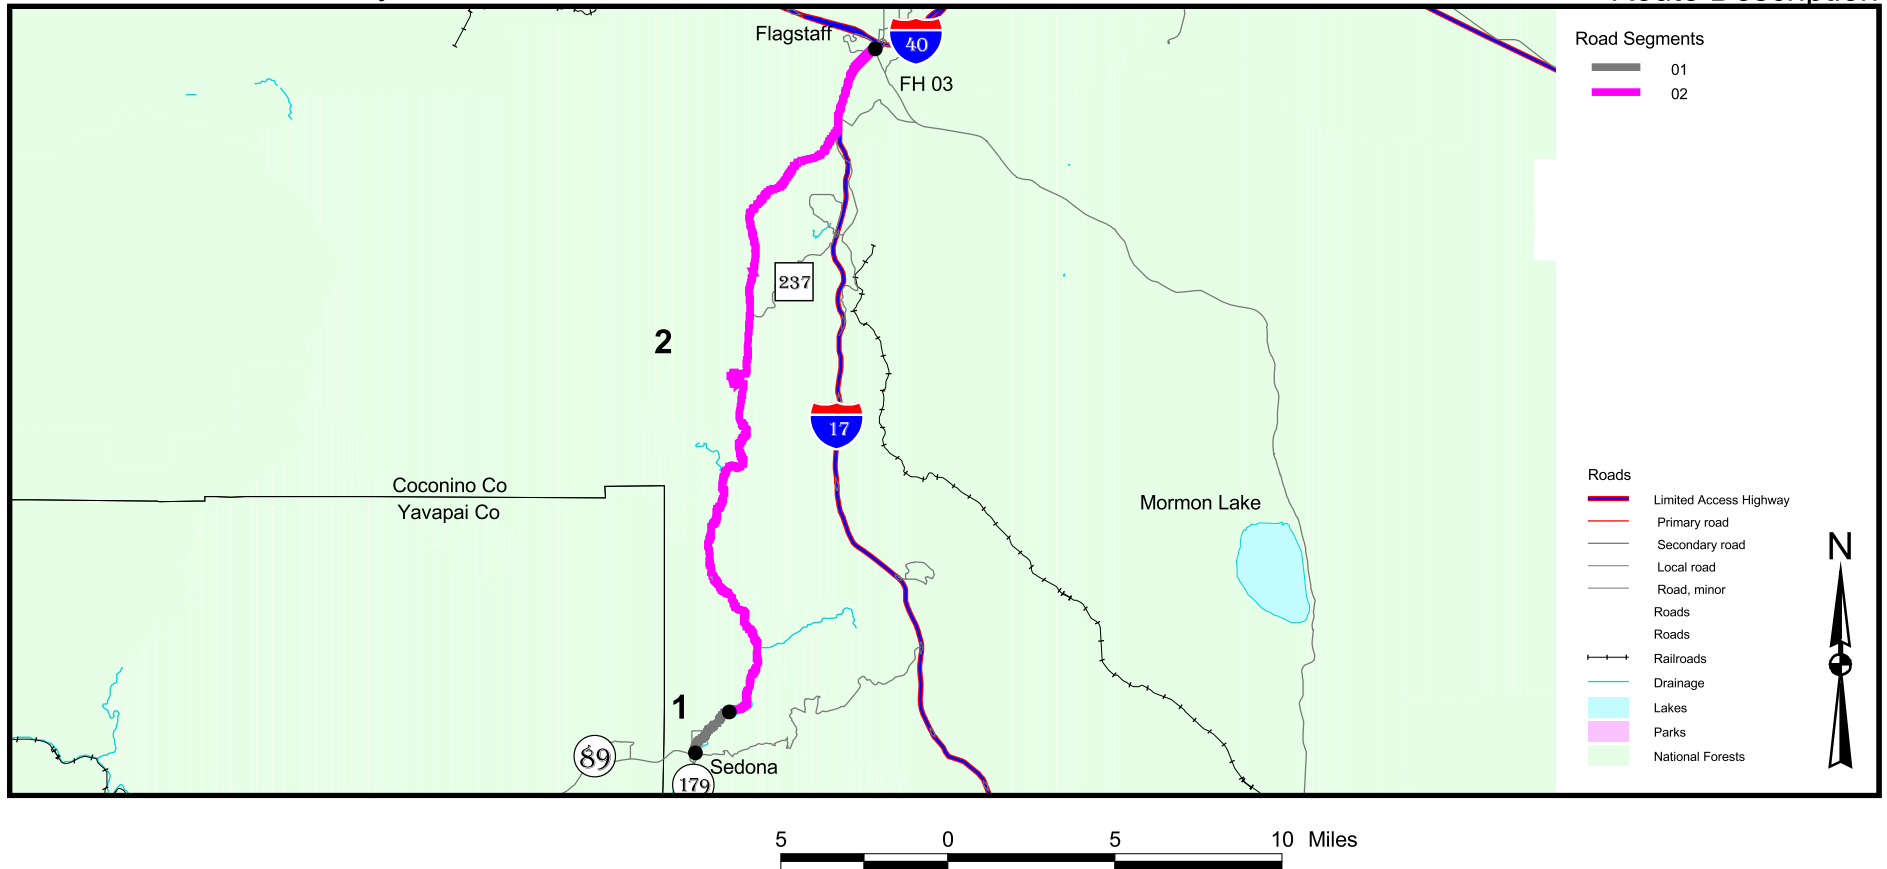 Route Description
Flagstaff
40
FH 03
237
2
17
Coconino Co
Yavapai Co
Mormon Lake
1
89
Sedona
179
Road Segments
01
02
Roads
Limited Access Highway
Primary road
Secondary road
Local road
Road, minor
Roads
Roads
Railroads
Drainage
Lakes
Parks
National Forests
N
5 0 5 10 Miles